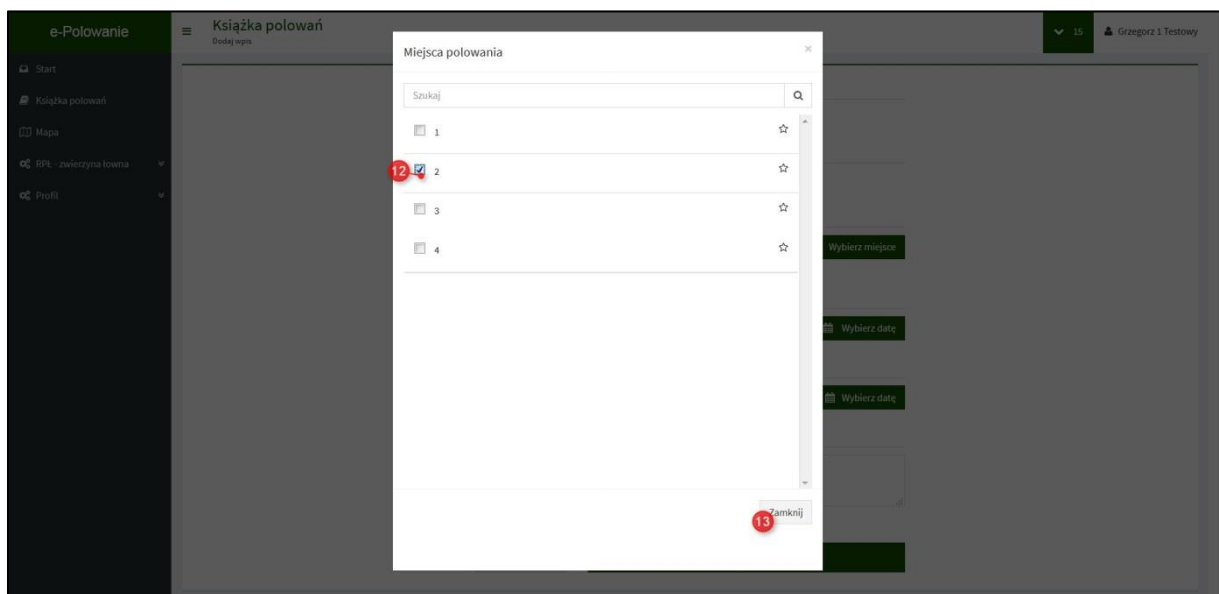 e-Polowanie
Książka polowań
Dodaj wpis
15
Grzegorz 1 Testowy
Start
Książka polowań
Mapa
RPŁ - zwierzyna łowna
Profil
Miejsca polowania
×
Szukaj
1
12
2
3
4
Wybierz miejsce
Wybierz datę
Wybierz datę
Zamknij
13